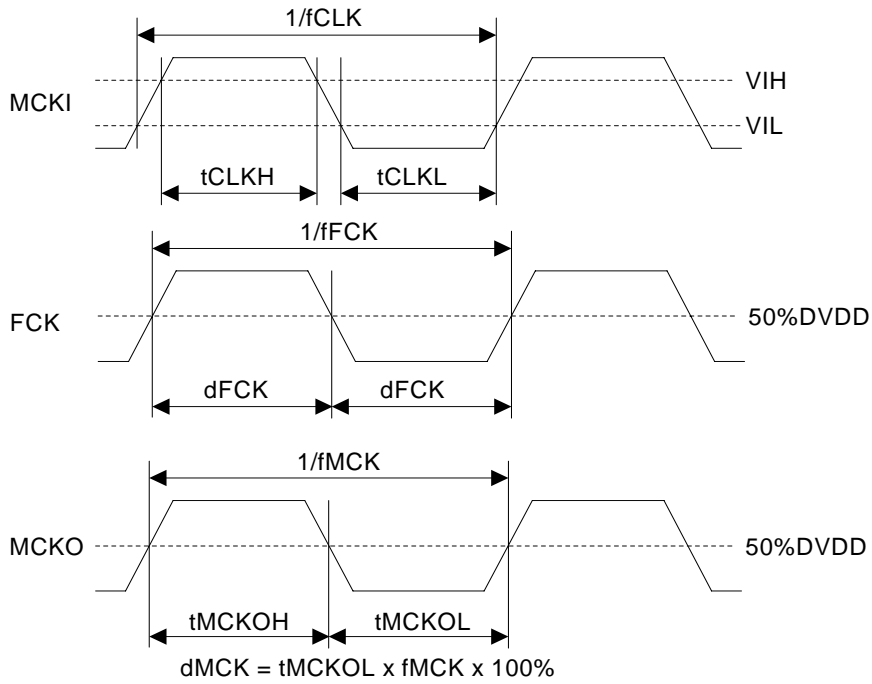 1/fCLK
VIH
MCKI
VIL
tCLKH
tCLKL
1/fFCK
FCK
50%DVDD
dFCK
dFCK
1/fMCK
MCKO
50%DVDD
tMCKOH
tMCKOL
dMCK = tMCKOL x fMCK x 100%